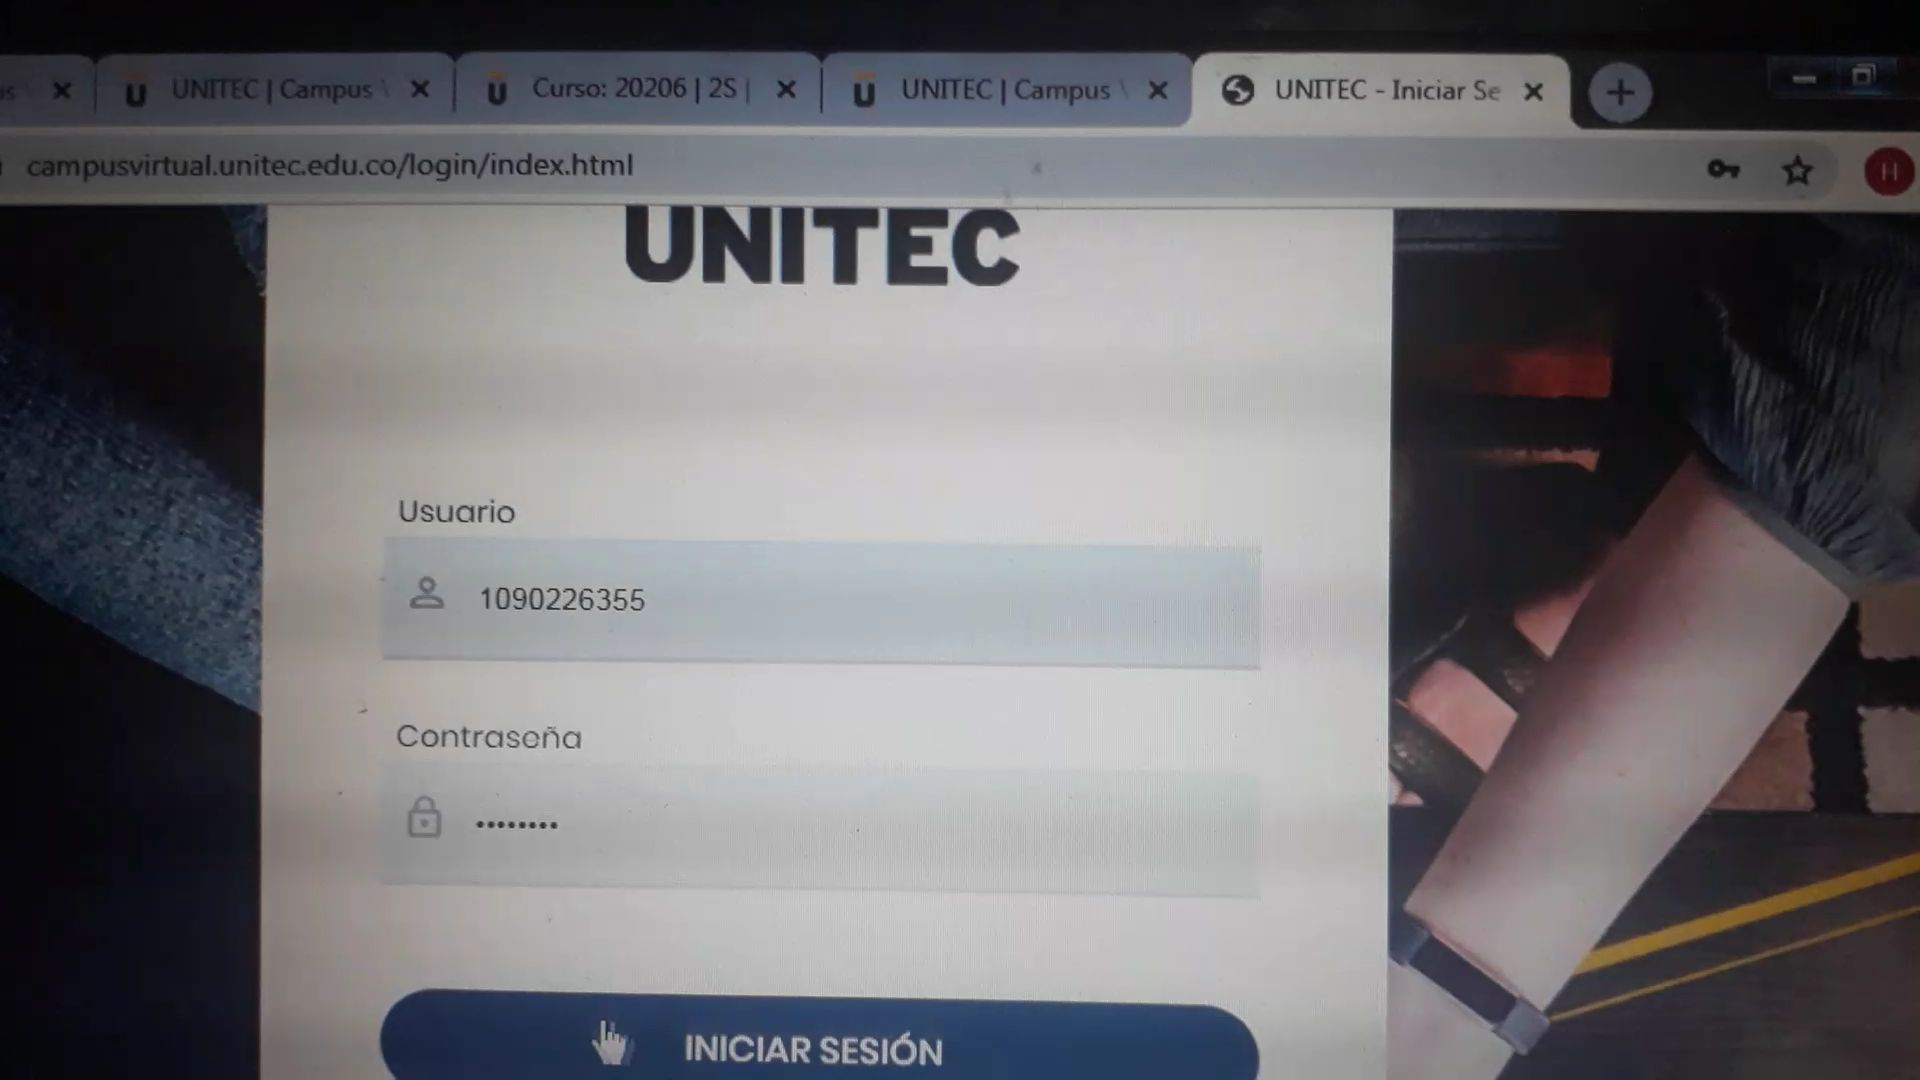 UNITEC | Campus
Curso: 20206 | 2S |
UNITEC | Campus
UNITEC - Iniciar Se
campusvirtual.unitec.edu.co/login/index.html
H
UNITEC
Usuario
1090226355
Contraseña
••••••••
INICIAR SESIÓN